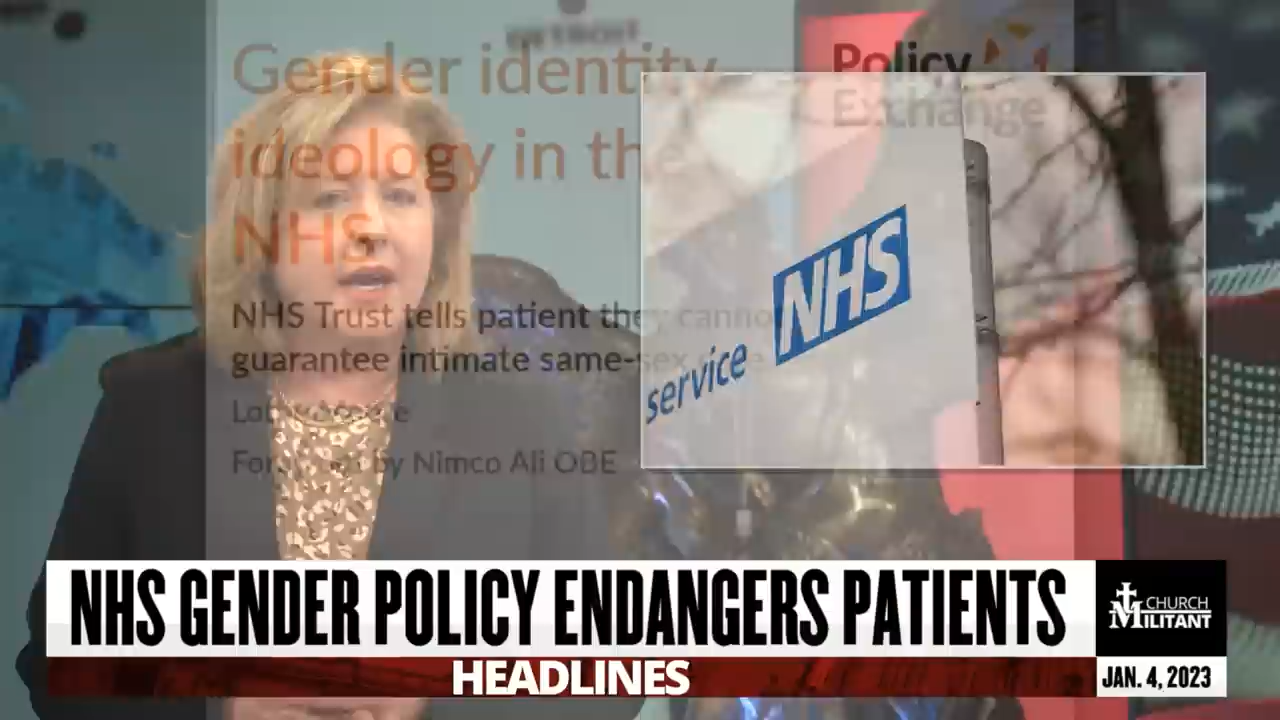 DETROIT
Gender identity
ideology in the
NHS
Policy
Exchange
NHS Trust tells patient they cannot
guarantee intimate same-sex
by Nimco Ali OBE
NHS
service
NHS GENDER POLICY ENDANGERS PATIENTS
CHURCH
MILITANT
HEADLINES
JAN. 4, 2023